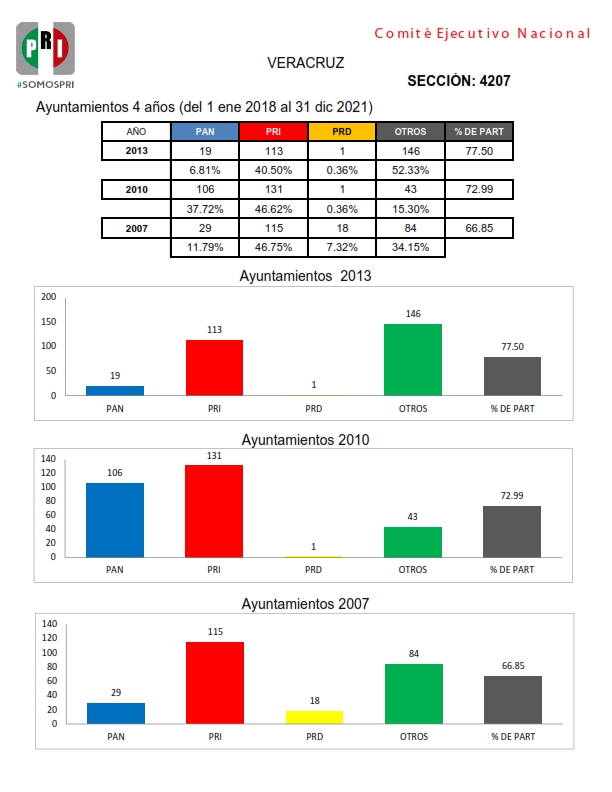 Comité Ejecutivo Nacional
PRI
#SOMOSPRI
VERACRUZ
SECCIÓN: 4207
Ayuntamientos 4 años (del 1 ene 2018 al 31 dic 2021)
AÑO PAN PRI PRD OTROS % DE PART
2013 19 113 1 146 77.50
6.81% 40.50% 0.36% 52.33%
2010 106 131 1 43 72.99
37.72% 46.62% 0.36% 15.30%
2007 29 115 18 84 66.85
11.79% 46.75% 7.32% 34.15%
Ayuntamientos 2013
200
150
100
50
0
19
113
1
146
77.50
PAN PRI PRD OTROS % DE PART
Ayuntamientos 2010
140
120
100
80
60
40
20
0
106
131
1
43
72.99
PAN PRI PRD OTROS % DE PART
Ayuntamientos 2007
140
120
100
80
60
40
20
0
29
115
18
84
66.85
PAN PRI PRD OTROS % DE PART